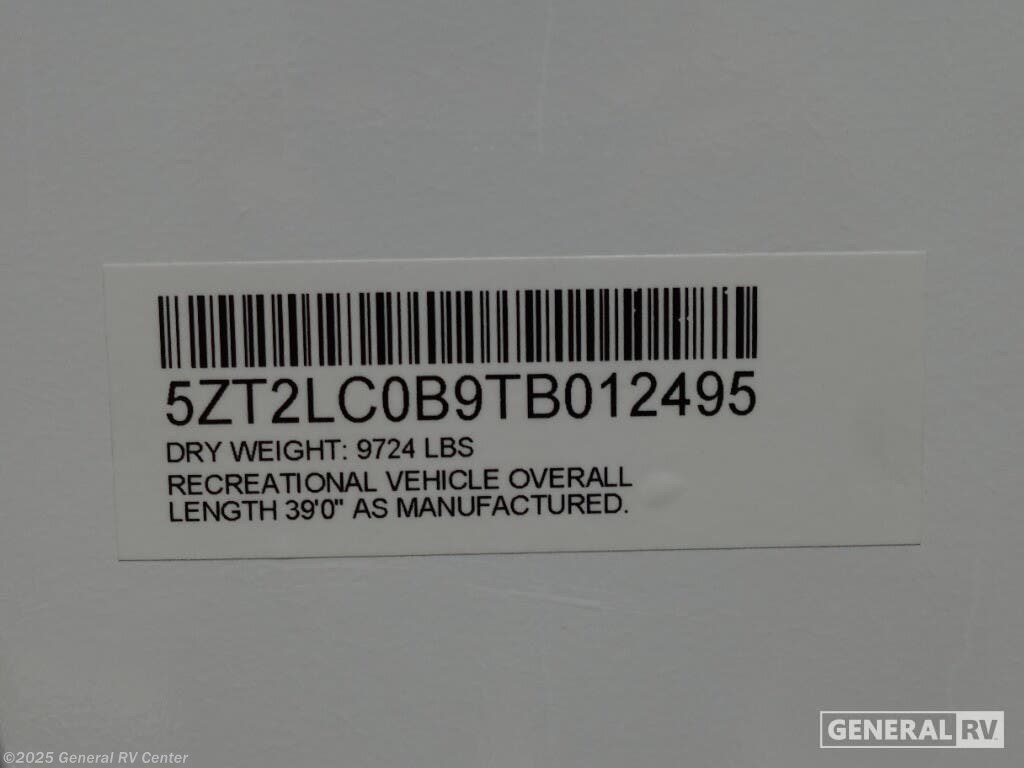 5ZT2LC0B9TB012495
DRY WEIGHT: 9724 LBS
RECREATIONAL VEHICLE OVERALL
LENGTH 39'0" AS MANUFACTURED.
GENERAL RV
©2025 General RV Center